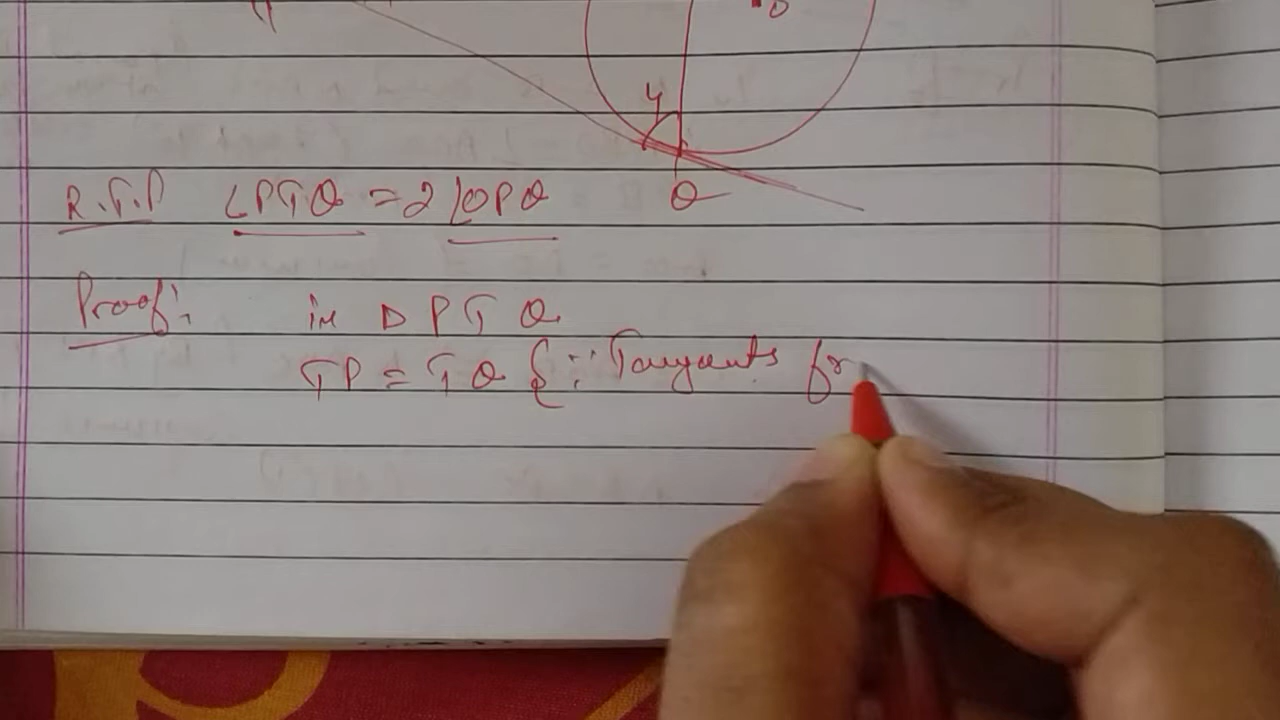 T O
y
Q
R.T.P ∠PTQ = 2∠OPQ
Proof: in Δ PTQ
TP = TQ {∵ Tangents fr